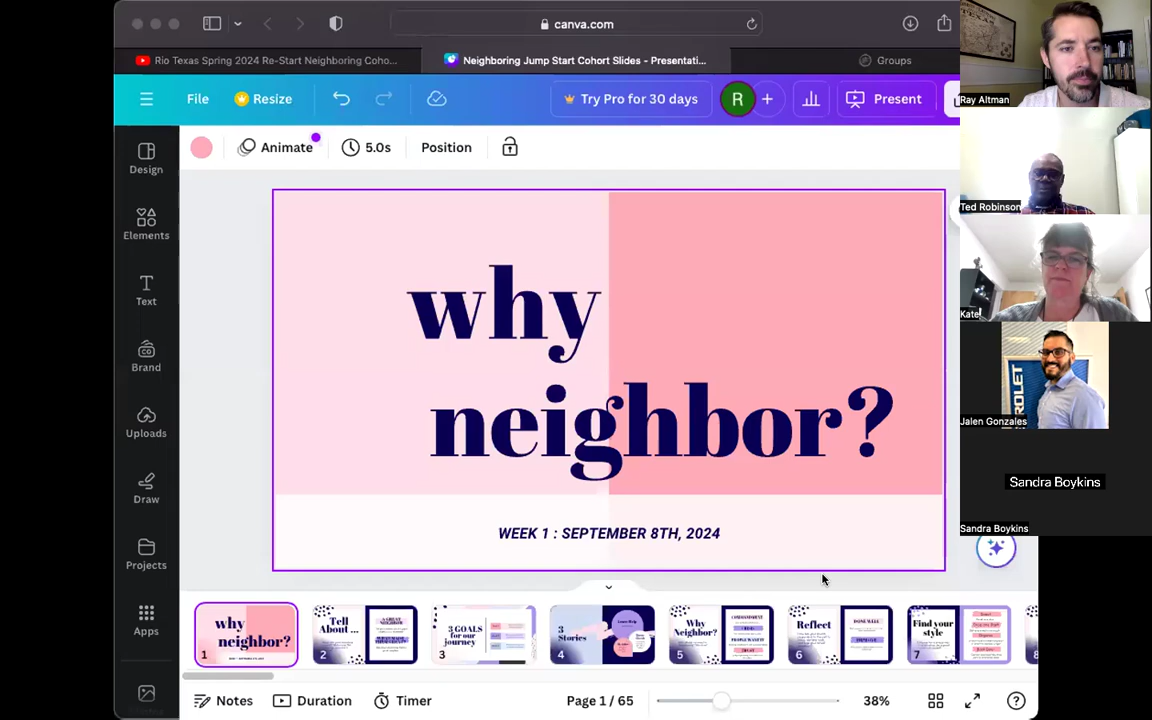 canva.com
Rio Texas Spring 2024 Re-Start Neighboring Coho...
Neighboring Jump Start Cohort Slides - Presentati...
Groups
File
Resize
Try Pro for 30 days
R
Present
Animate
5.0s
Position
Design
Elements
Text
Brand
Uploads
Draw
Projects
Apps
why
neighbor?
WEEK 1 : SEPTEMBER 8TH, 2024
Ray Altman
Ted Robinson
Kate
Jalen Gonzales
Sandra Boykins
Sandra Boykins
why
neighbor?
1
Tell
About ...
2
3 GOALS
for our
journey
3
3
Stories
4
Why
Neighbor?
5
Reflect
6
Find your
style
7
8
Notes
Duration
Timer
Page 1 / 65
38%